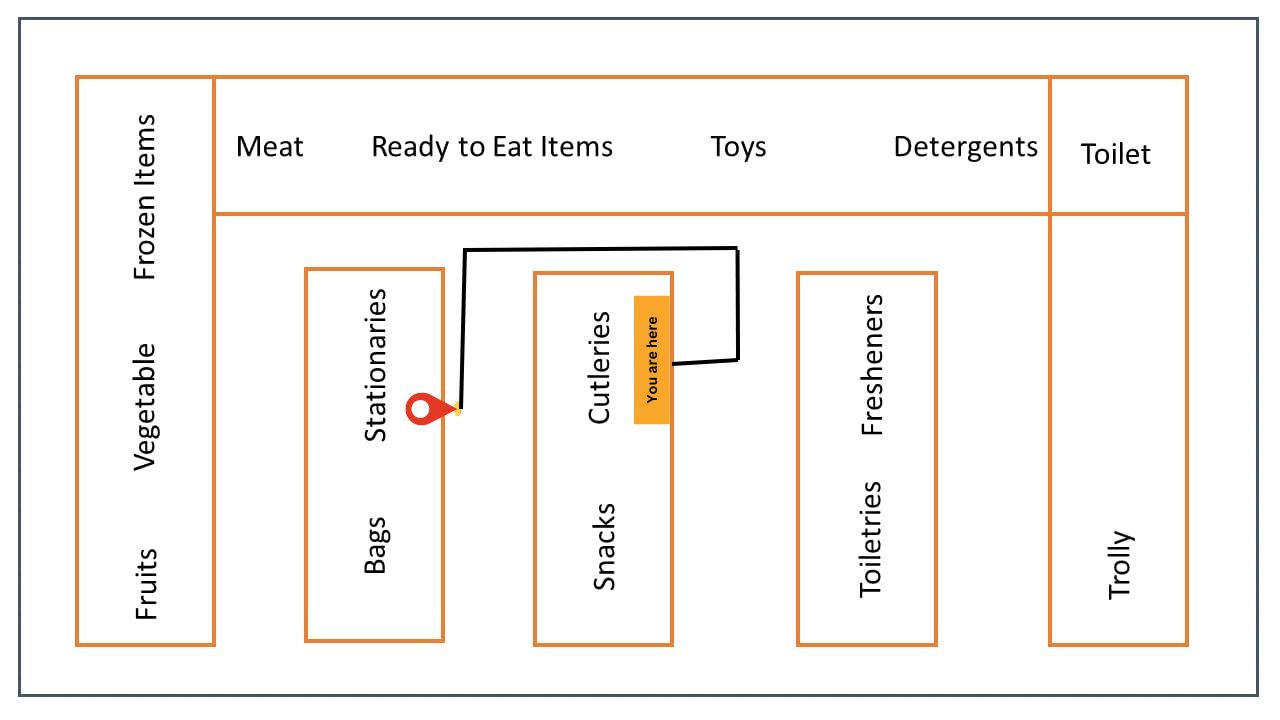 Meat
Ready to Eat Items
Toys
Detergents
Toilet
Frozen Items
Vegetable
Fruits
Stationaries
Bags
Cutleries
You are here
Snacks
Fresheners
Toiletries
Trolly